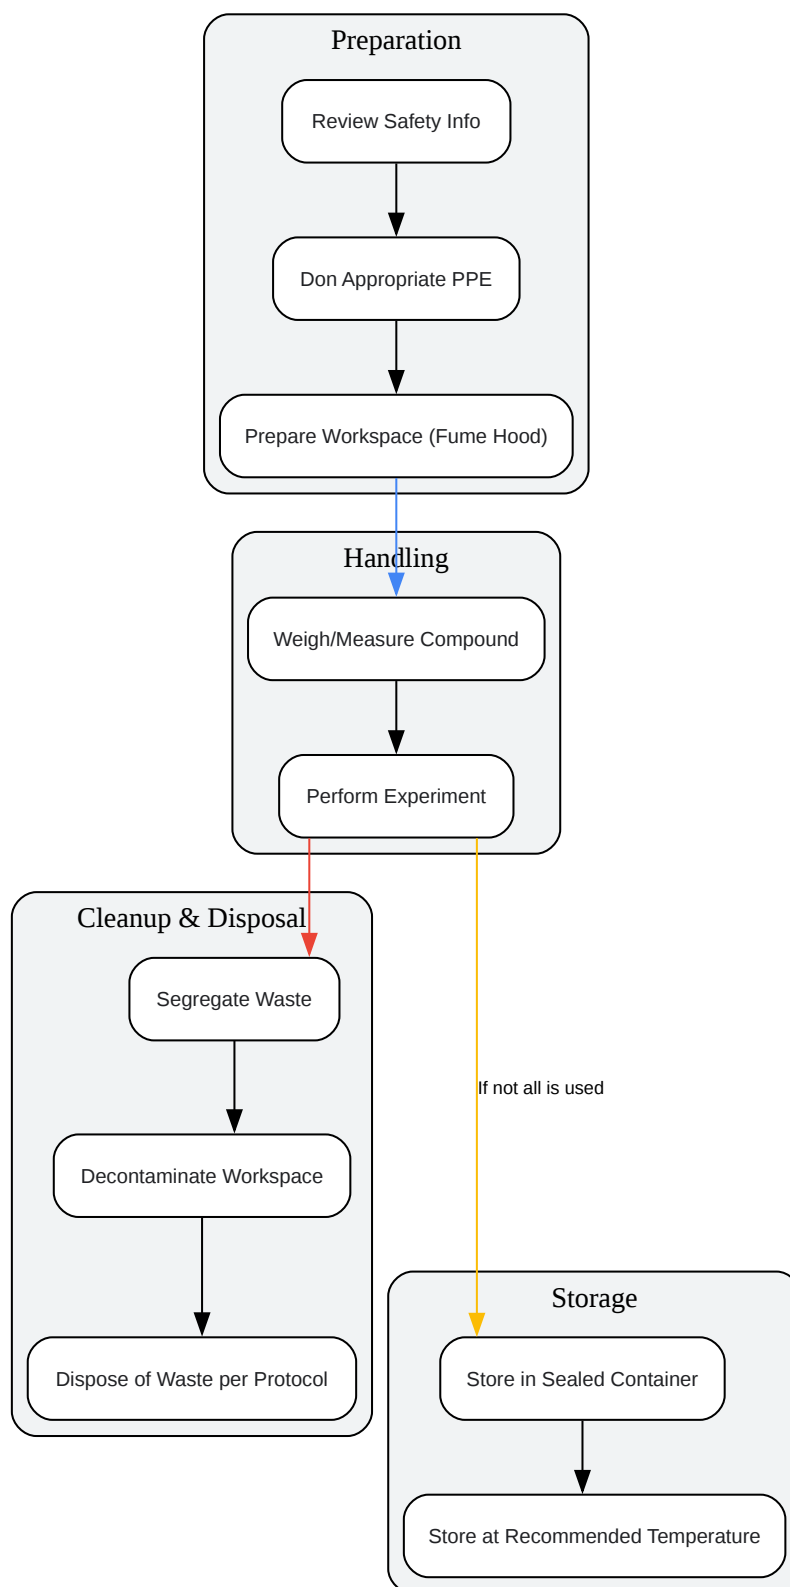 Preparation
Review Safety Info
Don Appropriate PPE
Prepare Workspace (Fume Hood)
Handling
Weigh/Measure Compound
Perform Experiment
Cleanup & Disposal
Segregate Waste
If not all is used
Decontaminate Workspace
Storage
Dispose of Waste per Protocol
Store in Sealed Container
Store at Recommended Temperature